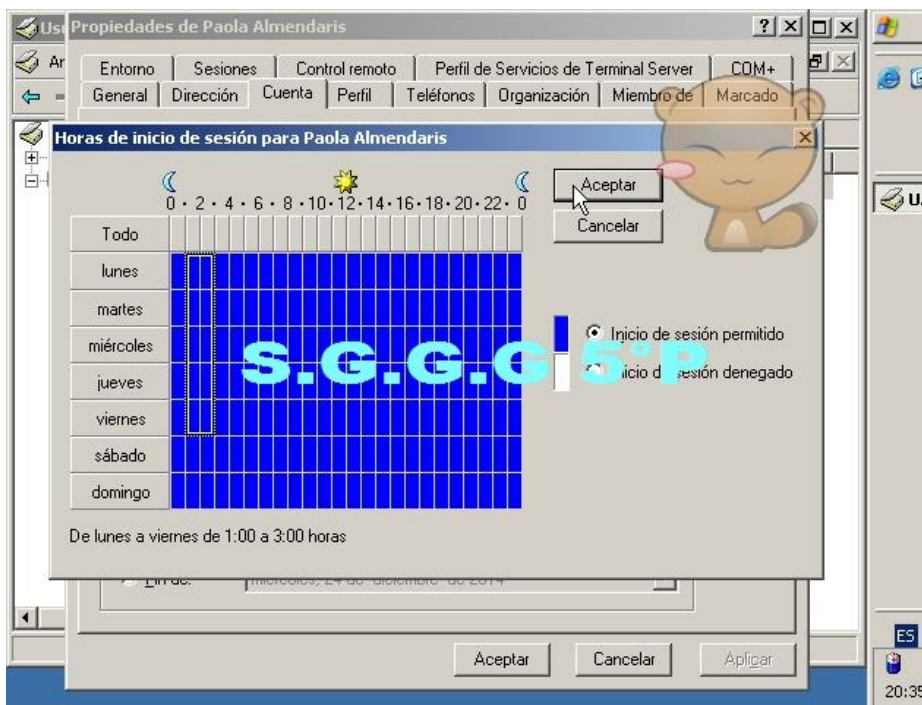 Propiedades de Paola Almendaris
Entorno Sesiones Control remoto Perfil de Servicios de Terminal Server COM+
General Dirección Cuenta Perfil Teléfonos Organización Miembro de Marcado
Horas de inicio de sesión para Paola Almendaris
0 · 2 · 4 · 6 · 8 · 10 · 12 · 14 · 16 · 18 · 20 · 22 · 0
Aceptar
Cancelar
Todo
lunes
martes
miércoles
jueves
viernes
sábado
domingo
Inicio de sesión permitido
Inicio de sesión denegado
S.G.G.G 5°P
De lunes a viernes de 1:00 a 3:00 horas
miércoles, 24 de diciembre de 2014
Aceptar Cancelar Aplicar
ES
20:35